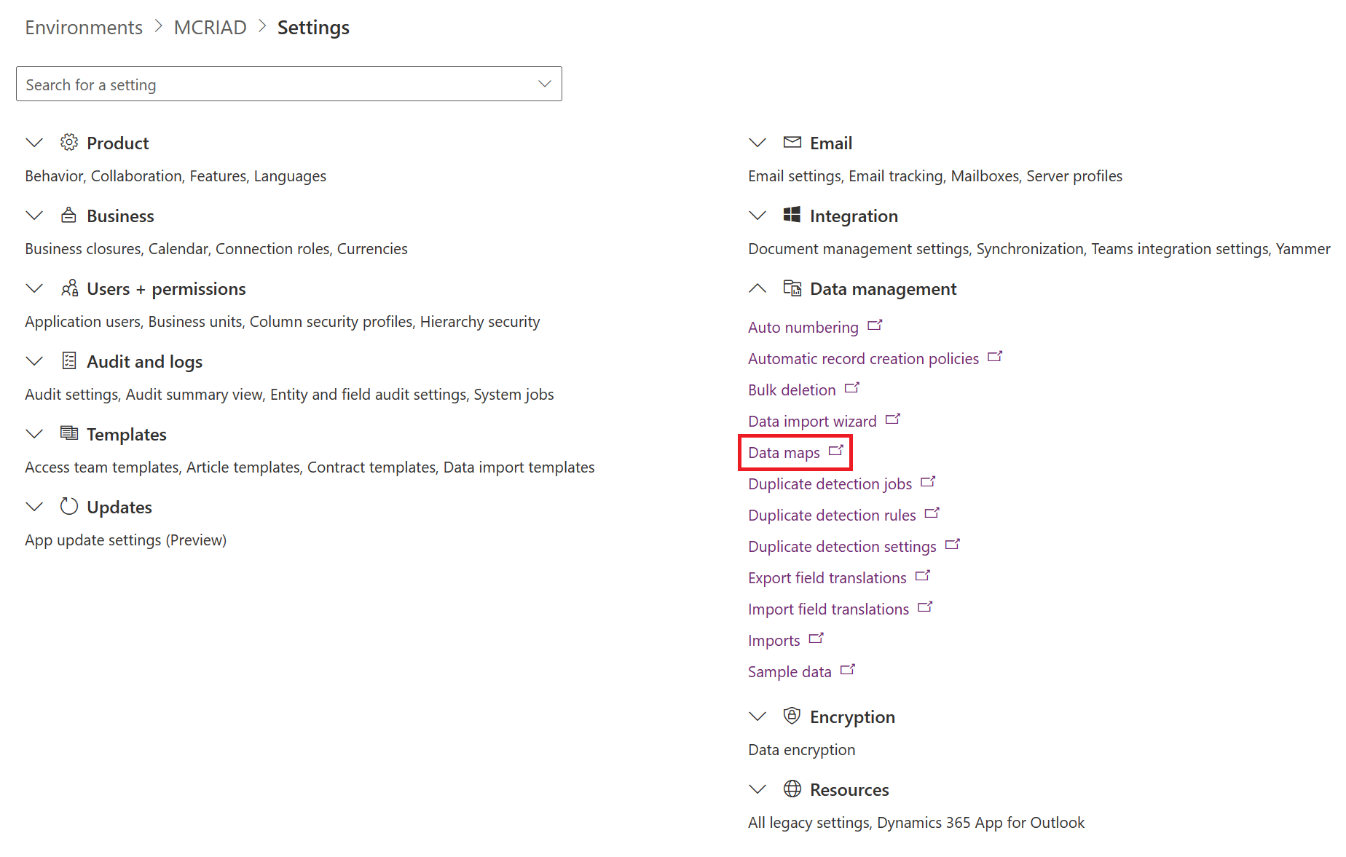 Environments > MCRIAD > Settings
Search for a setting
Product
Behavior, Collaboration, Features, Languages
Business
Business closures, Calendar, Connection roles, Currencies
Users + permissions
Application users, Business units, Column security profiles, Hierarchy security
Audit and logs
Audit settings, Audit summary view, Entity and field audit settings, System jobs
Templates
Access team templates, Article templates, Contract templates, Data import templates
Updates
App update settings (Preview)
Email
Email settings, Email tracking, Mailboxes, Server profiles
Integration
Document management settings, Synchronization, Teams integration settings, Yammer
Data management
Auto numbering
Automatic record creation policies
Bulk deletion
Data import wizard
Data maps
Duplicate detection jobs
Duplicate detection rules
Duplicate detection settings
Export field translations
Import field translations
Imports
Sample data
Encryption
Data encryption
Resources
All legacy settings, Dynamics 365 App for Outlook